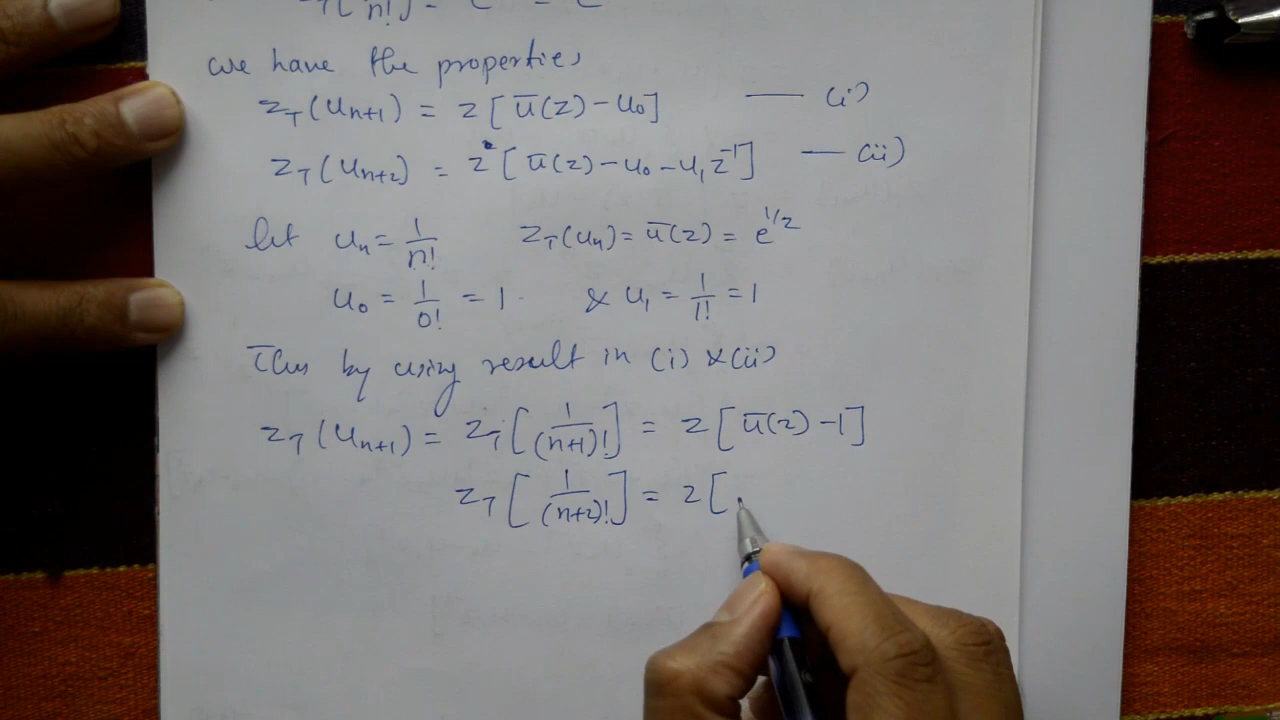 we have the properties
Z_T(u_{n+1}) = z[ū(z) - u_0] —— (i)
Z_T(u_{n+2}) = z^2[ū(z) - u_0 - u_1 z^{-1}] —— (ii)
let u_n = 1/n! Z_T(u_n) = ū(z) = e^{1/z}
u_0 = 1/0! = 1. & u_1 = 1/1! = 1
Thus by using result in (i) & (ii)
Z_T(u_{n+1}) = Z_T[1/(n+1)!] = z[ū(z) - 1]
Z_T[1/(n+2)!] = z[